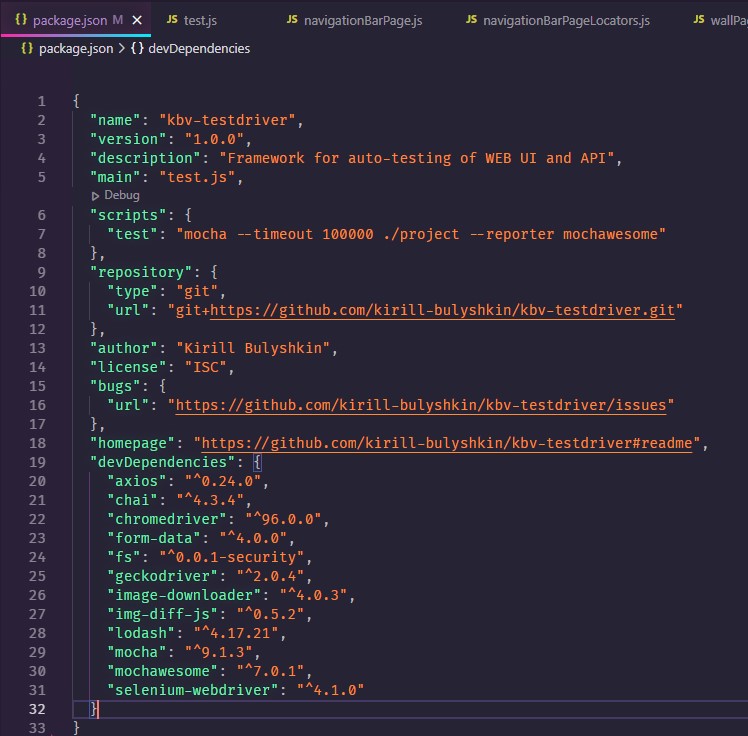 {} package.json M ✕ JS test.js JS navigationBarPage.js JS navigationBarPageLocators.js JS wallPa
{} package.json > {} devDependencies
1 {
2 "name": "kbv-testdriver",
3 "version": "1.0.0",
4 "description": "Framework for auto-testing of WEB UI and API",
5 "main": "test.js",
Debug
6 "scripts": {
7 "test": "mocha --timeout 100000 ./project --reporter mochawesome"
8 },
9 "repository": {
10 "type": "git",
11 "url": "git+https://github.com/kirill-bulyshkin/kbv-testdriver.git"
12 },
13 "author": "Kirill Bulyshkin",
14 "license": "ISC",
15 "bugs": {
16 "url": "https://github.com/kirill-bulyshkin/kbv-testdriver/issues"
17 },
18 "homepage": "https://github.com/kirill-bulyshkin/kbv-testdriver#readme",
19 "devDependencies": {
20 "axios": "^0.24.0",
21 "chai": "^4.3.4",
22 "chromedriver": "^96.0.0",
23 "form-data": "^4.0.0",
24 "fs": "^0.0.1-security",
25 "geckodriver": "^2.0.4",
26 "image-downloader": "^4.0.3",
27 "img-diff-js": "^0.5.2",
28 "lodash": "^4.17.21",
29 "mocha": "^9.1.3",
30 "mochawesome": "^7.0.1",
31 "selenium-webdriver": "^4.1.0"
32 }
33 }